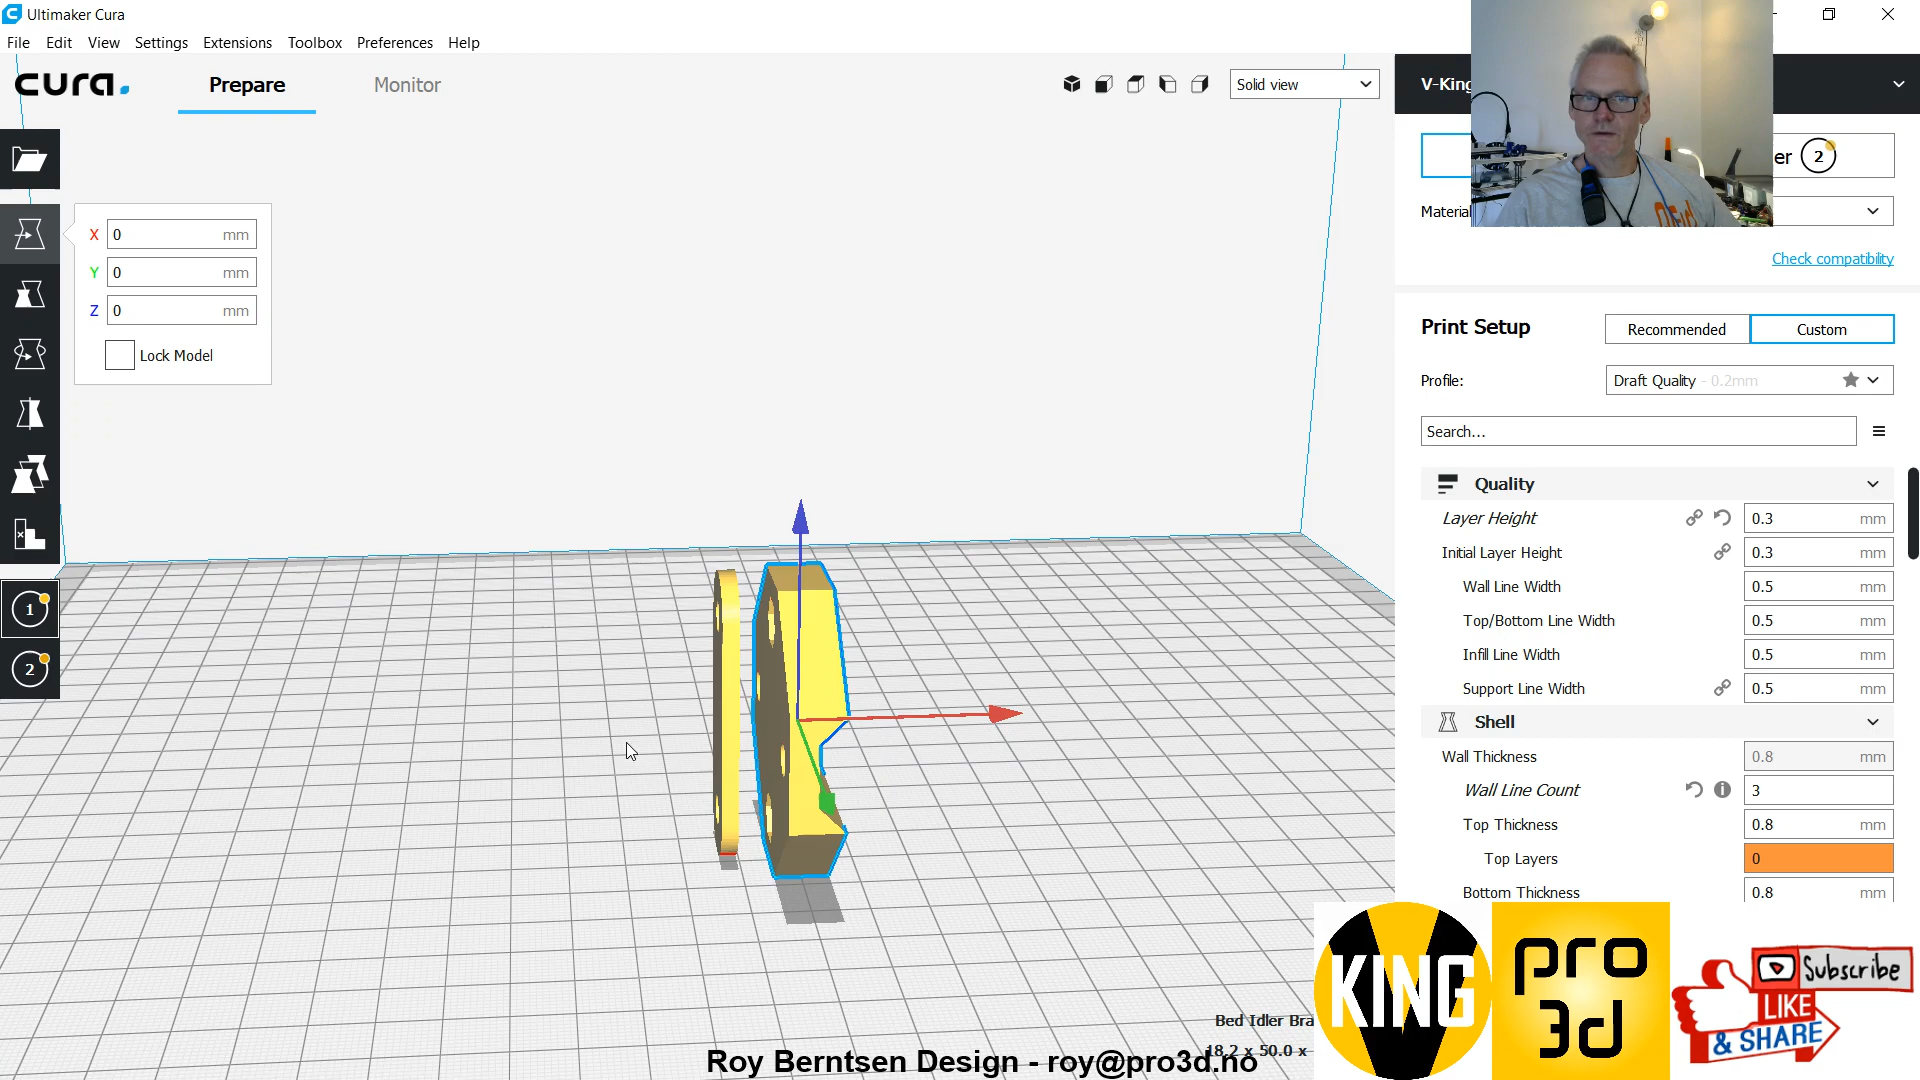 Ultimaker Cura
File Edit View Settings Extensions Toolbox Preferences Help
cura.
Prepare
Monitor
Solid view
V-King
er 2
X 0 mm
Y 0 mm
Z 0 mm
Lock Model
Material
Check compatibility
Print Setup
Recommended
Custom
Profile:
Draft Quality - 0.2mm
Search...
Quality
Layer Height 0.3 mm
Initial Layer Height 0.3 mm
Wall Line Width 0.5 mm
Top/Bottom Line Width 0.5 mm
Infill Line Width 0.5 mm
Support Line Width 0.5 mm
Shell
Wall Thickness 0.8 mm
Wall Line Count 3
Top Thickness 0.8 mm
Top Layers 0
Bottom Thickness 0.8 mm
1
2
KING
pro
3d
Subscribe
LIKE
& SHARE
Bed Idler Bra
18.2 x 50.0 x
Roy Berntsen Design - roy@pro3d.no